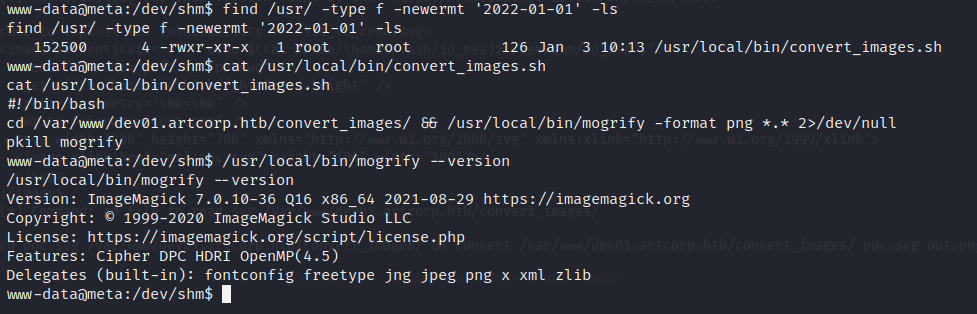 www-data@meta:/dev/shm$ find /usr/ -type f -newermt '2022-01-01' -ls
find /usr/ -type f -newermt '2022-01-01' -ls
   152500      4 -rwxr-xr-x   1 root     root          126 Jan  3 10:13 /usr/local/bin/convert_images.sh
www-data@meta:/dev/shm$ cat /usr/local/bin/convert_images.sh
cat /usr/local/bin/convert_images.sh
#!/bin/bash
cd /var/www/dev01.artcorp.htb/convert_images/ && /usr/local/bin/mogrify -format png *.* 2>/dev/null
pkill mogrify
www-data@meta:/dev/shm$ /usr/local/bin/mogrify --version
/usr/local/bin/mogrify --version
Version: ImageMagick 7.0.10-36 Q16 x86_64 2021-08-29 https://imagemagick.org
Copyright: © 1999-2020 ImageMagick Studio LLC
License: https://imagemagick.org/script/license.php
Features: Cipher DPC HDRI OpenMP(4.5)
Delegates (built-in): fontconfig freetype jng jpeg png x xml zlib
www-data@meta:/dev/shm$